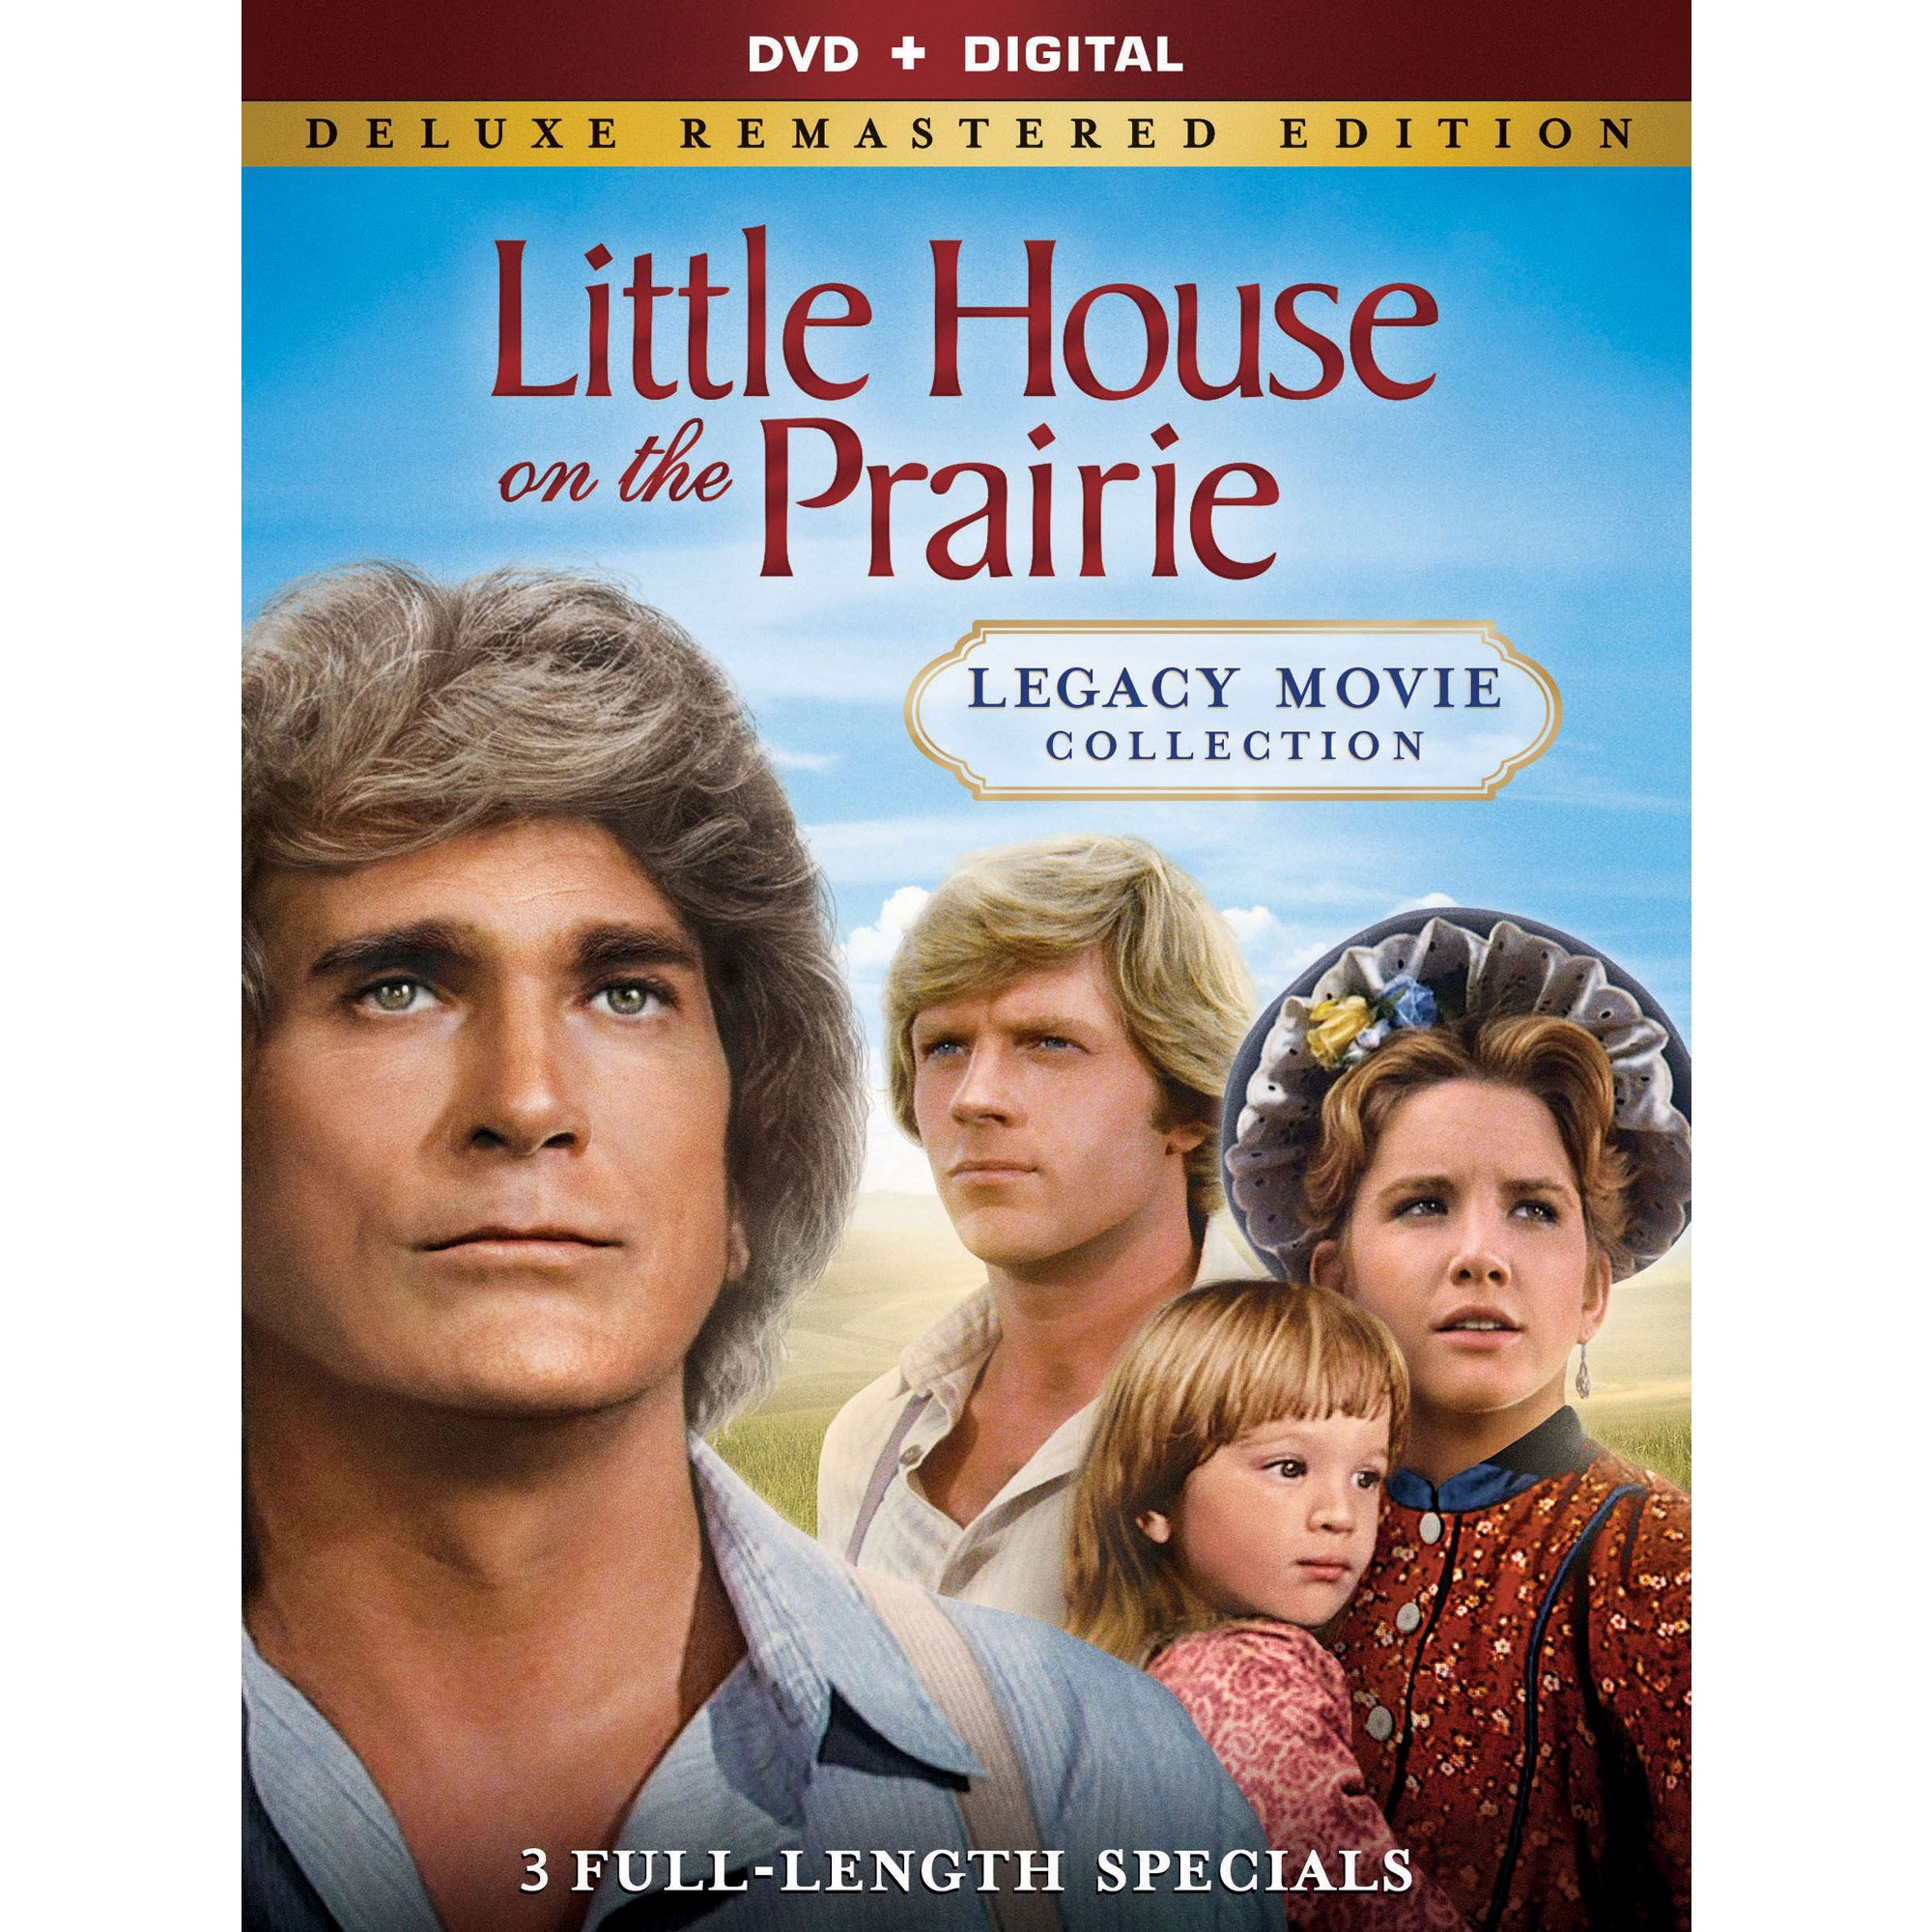 DVD + DIGITAL
DELUXE REMASTERED EDITION
Little House
on the Prairie
LEGACY MOVIE
COLLECTION
3 FULL-LENGTH SPECIALS